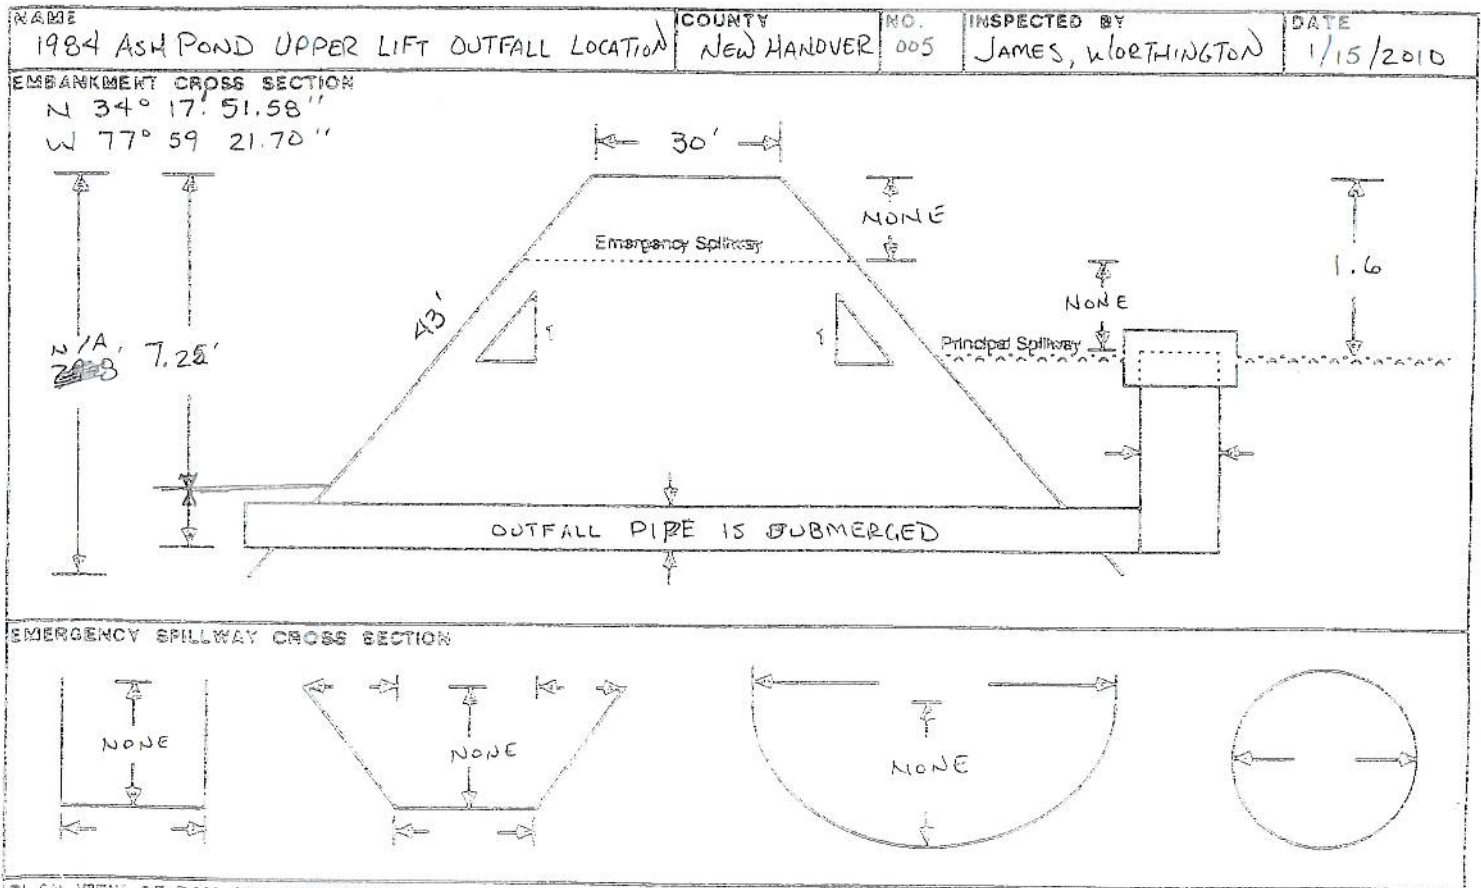 NAME
1984 ASH POND UPPER LIFT OUTFALL LOCATION
COUNTY
NEW HANOVER
NO.
005
INSPECTED BY
JAMES, WORTHINGTON
DATE
1/15/2010
EMBANKMENT CROSS SECTION
N 34° 17' 51.58"
W 77° 59 21.70"
30'
NONE
Emergency Spillway
1.6
43'
1
1
NONE
Principal Spillway
N/A,
7.25'
OUTFALL PIPE IS SUBMERGED
EMERGENCY SPILLWAY CROSS SECTION
NONE
NONE
NONE